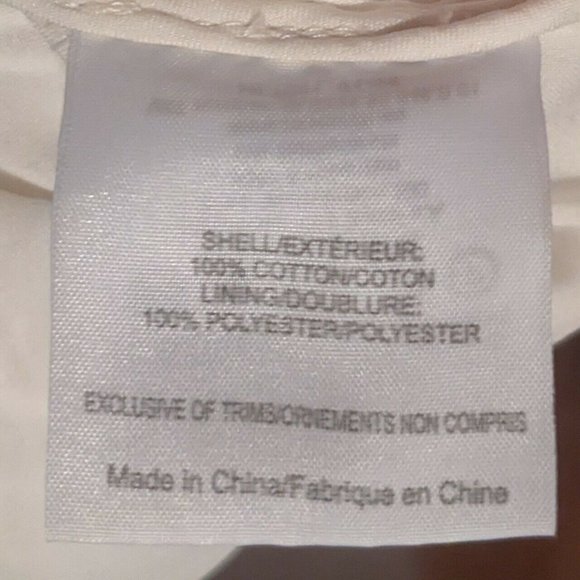 SHELL/EXTÉRIEUR:
100% COTTON/COTON
LINING/DOUBLURE:
100% POLYESTER/POLYESTER
EXCLUSIVE OF TRIMS/ORNEMENTS NON COMPRIS
Made in China/Fabrique en Chine